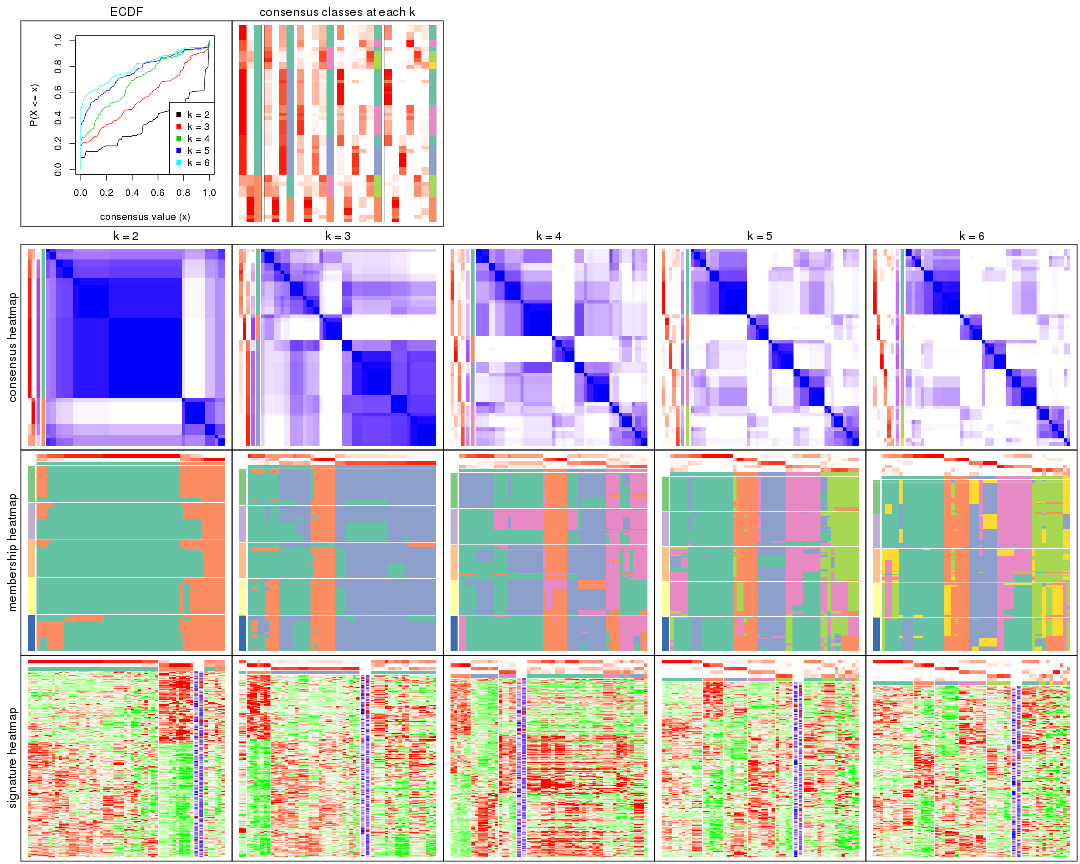 ECDF
consensus classes at each k
P(X <= x)
0.0 0.2 0.4 0.6 0.8 1.0
k = 2
k = 3
k = 4
k = 5
k = 6
0.0 0.2 0.4 0.6 0.8 1.0
consensus value (x)
k = 2 k = 3 k = 4 k = 5 k = 6
consensus heatmap
membership heatmap
signature heatmap